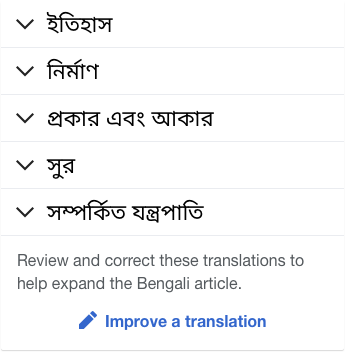 ইতিহাস
নির্মাণ
প্রকার এবং আকার
সুর
সম্পর্কিত যন্ত্রপাতি
Review and correct these translations to
help expand the Bengali article.
Improve a translation